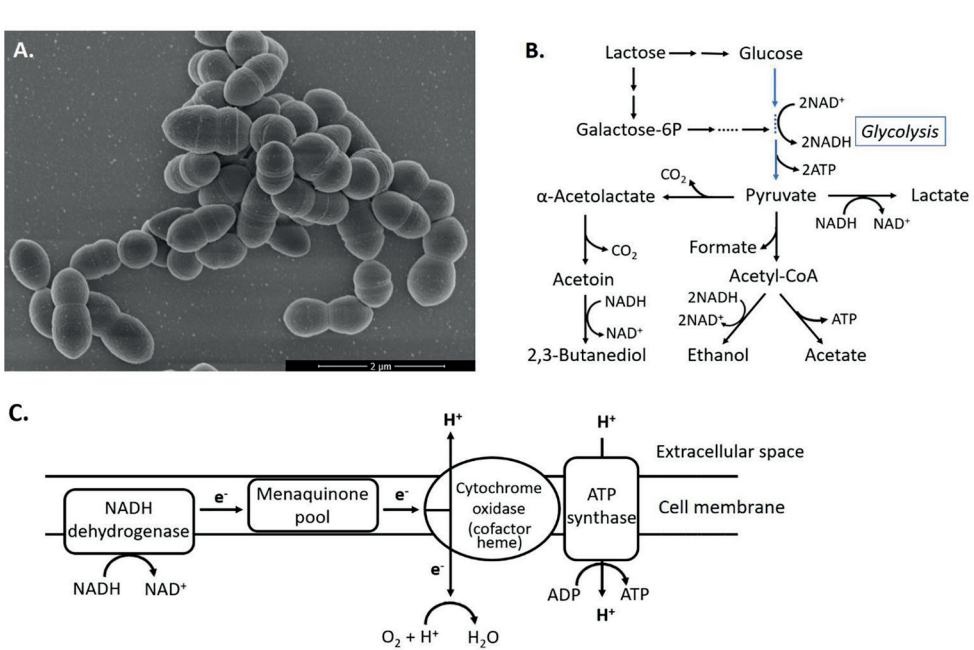 A.
2 µm
B.
Lactose
Glucose
2NAD⁺
Galactose-6P
2NADH
Glycolysis
2ATP
CO₂
α-Acetolactate
Pyruvate
Lactate
NADH
NAD⁺
Formate
CO₂
Acetoin
Acetyl-CoA
2NADH
NADH
2NAD⁺
ATP
NAD⁺
2,3-Butanediol
Ethanol
Acetate
C.
H⁺
H⁺
Extracellular space
NADH
dehydrogenase
e⁻
Menaquinone
pool
e⁻
Cytochrome
oxidase
(cofactor
heme)
ATP
synthase
Cell membrane
e⁻
NADH
NAD⁺
ADP
ATP
H⁺
O₂ + H⁺
H₂O